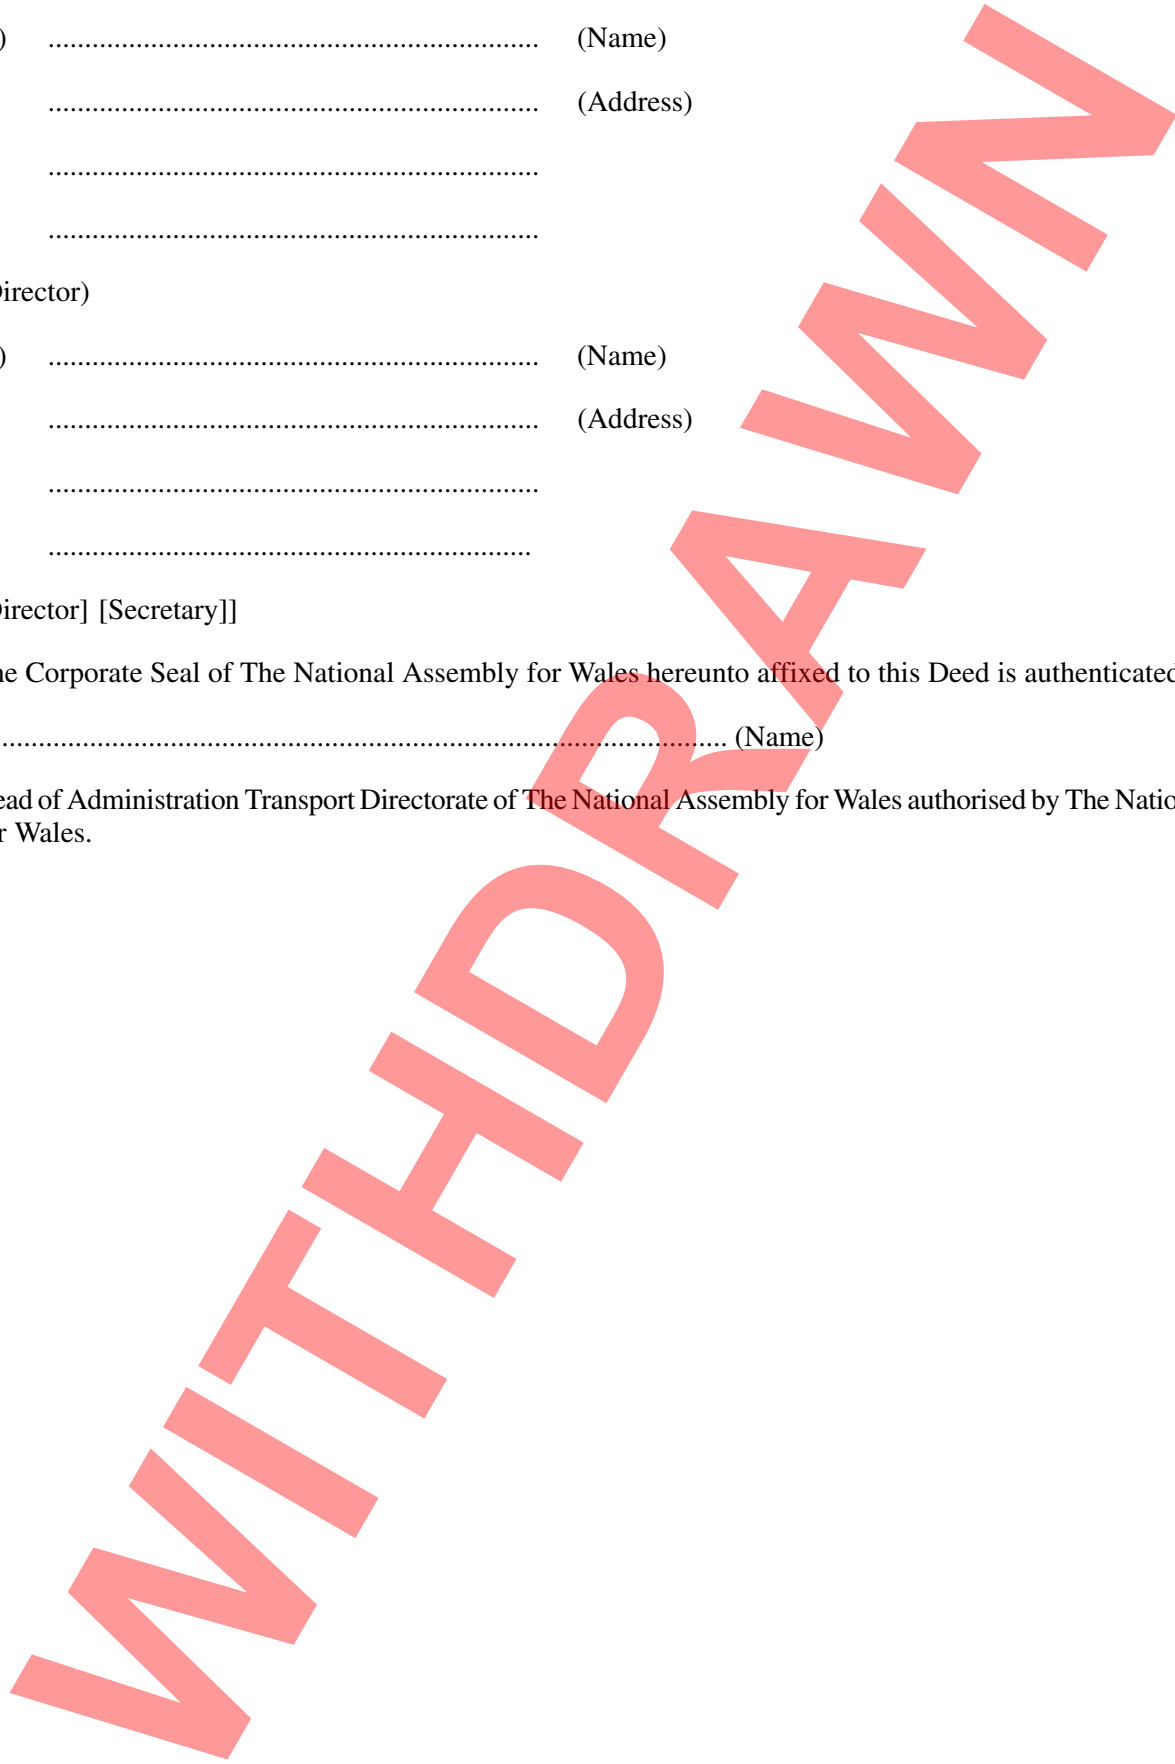 ) .................................................................. (Name)
.................................................................. (Address)
..................................................................
..................................................................
irector)
) .................................................................. (Name)
.................................................................. (Address)
..................................................................
.................................................................
irector] [Secretary]]
he Corporate Seal of The National Assembly for Wales hereunto affixed to this Deed is authenticated
.................................................................................................. (Name)
ead of Administration Transport Directorate of The National Assembly for Wales authorised by The Natio
r Wales.
WITHDRAWN